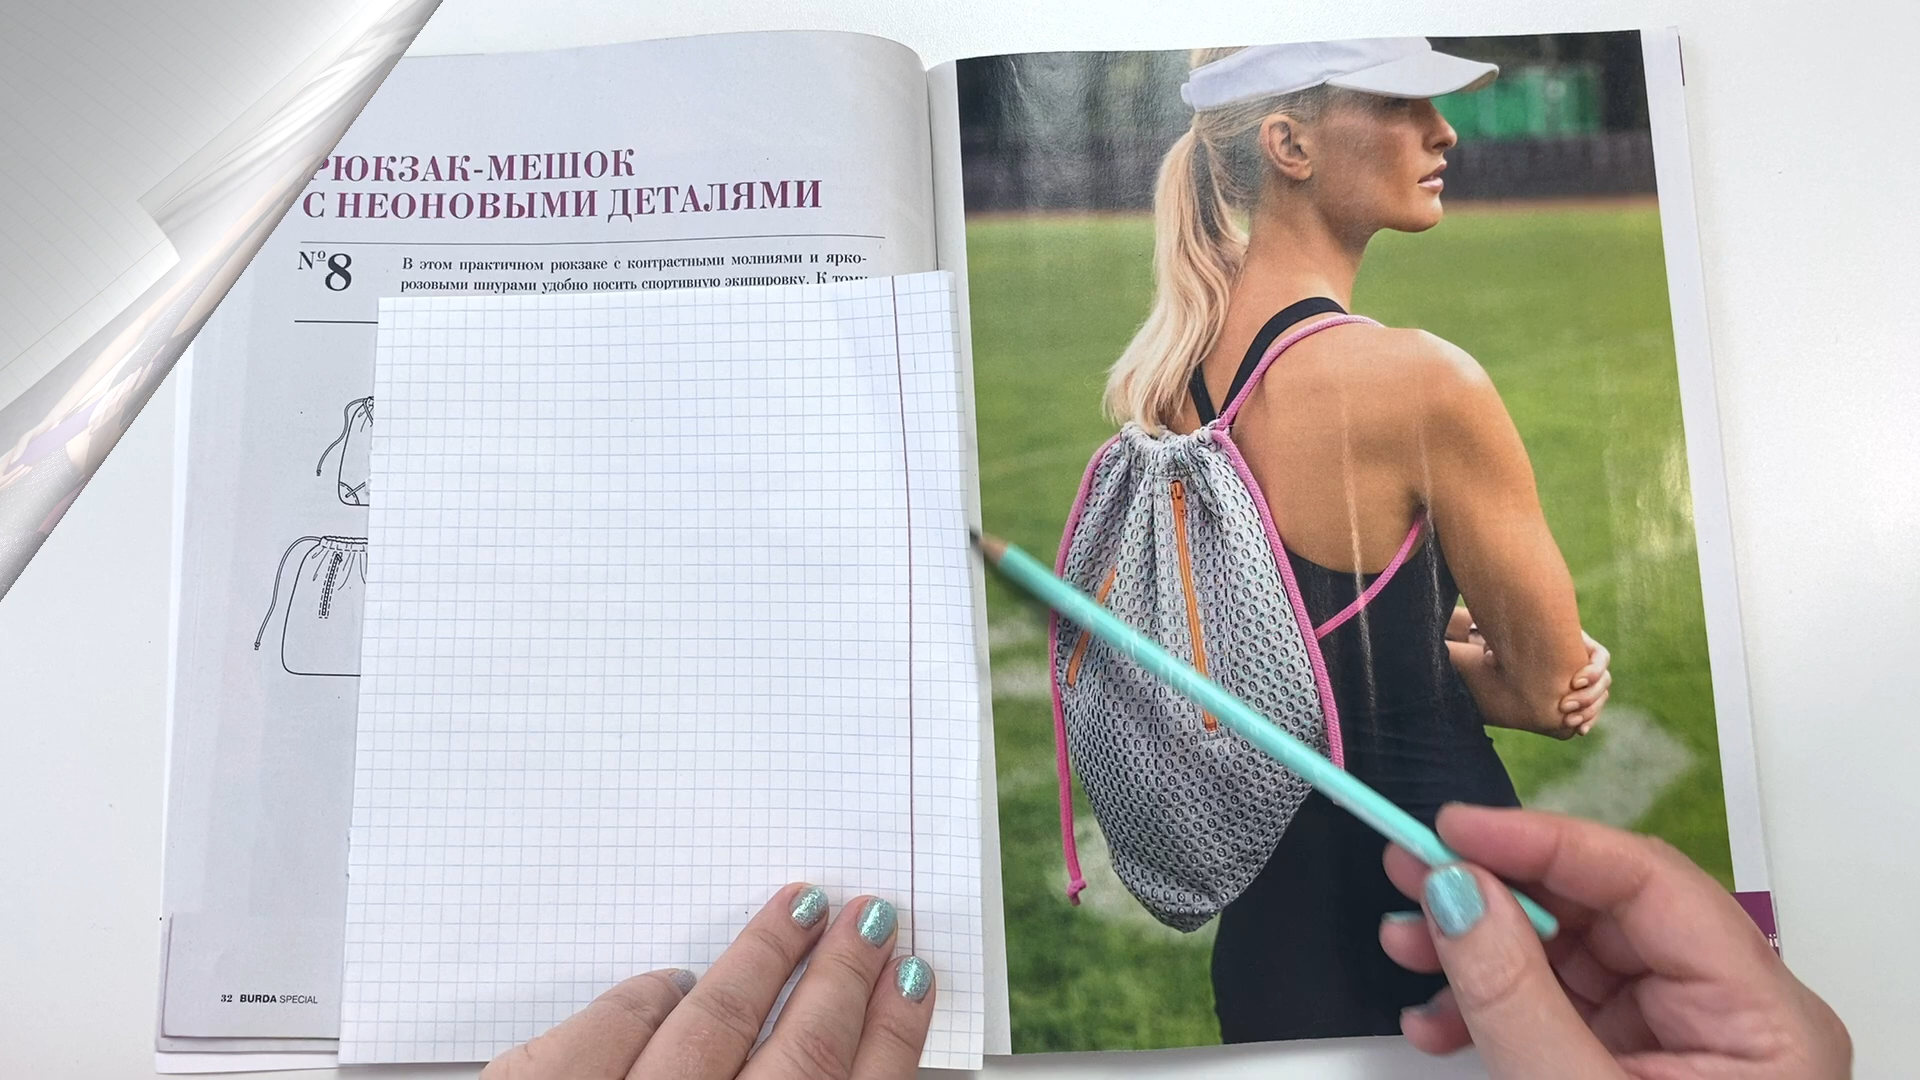 РЮКЗАК-МЕШОК
С НЕОНОВЫМИ ДЕТАЛЯМИ
№8
В этом практичном рюкзаке с контрастными молниями и ярко-
розовыми шнурами удобно носить спортивную экипировку. К тому
32 BURDA SPECIAL